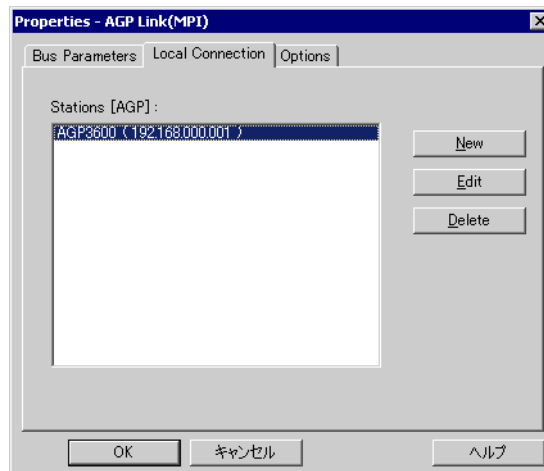 Properties - AGP Link(MPI)
Bus Parameters
Local Connection
Options
Stations [AGP] :
AGP3600 ( 192.168.000.001 )
New
Edit
Delete
OK
キャンセル
ヘルプ